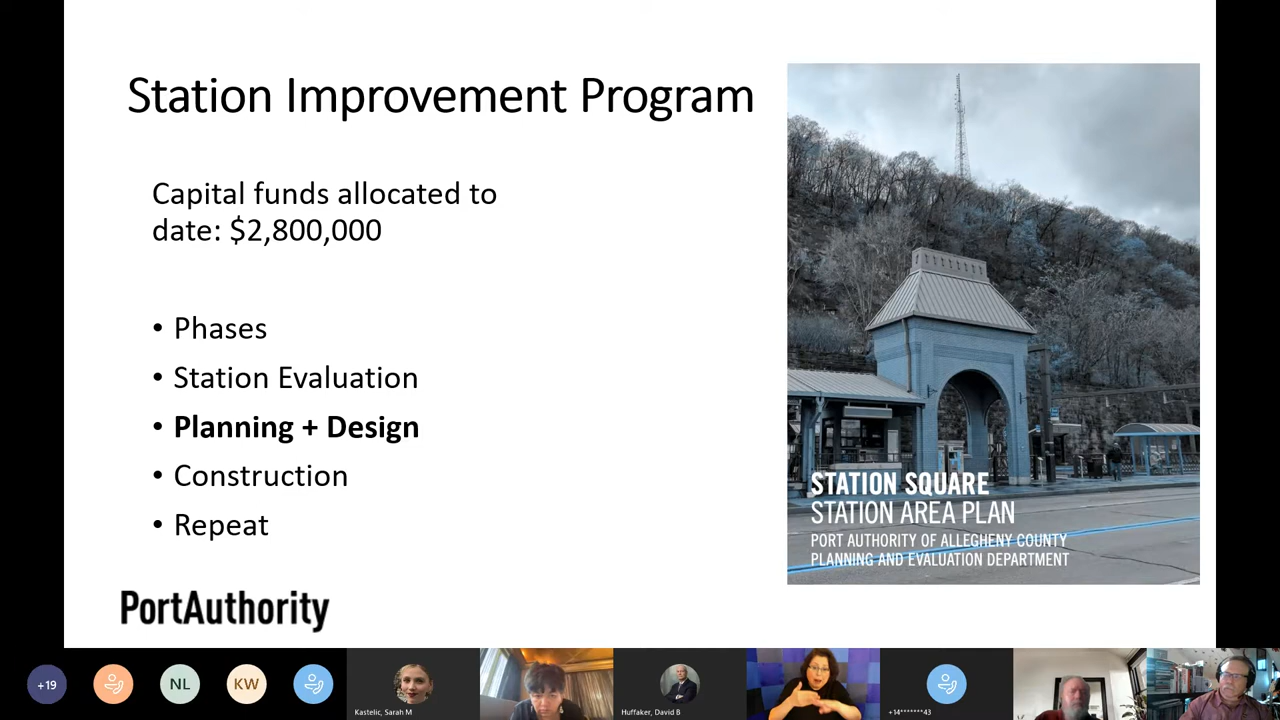 Station Improvement Program
Capital funds allocated to
date: $2,800,000
• Phases
• Station Evaluation
• Planning + Design
• Construction
• Repeat
PortAuthority
STATION SQUARE
STATION AREA PLAN
PORT AUTHORITY OF ALLEGHENY COUNTY
PLANNING AND EVALUATION DEPARTMENT
+19
NL
KW
Kastelic, Sarah M
Huffaker, David B
+14*******43